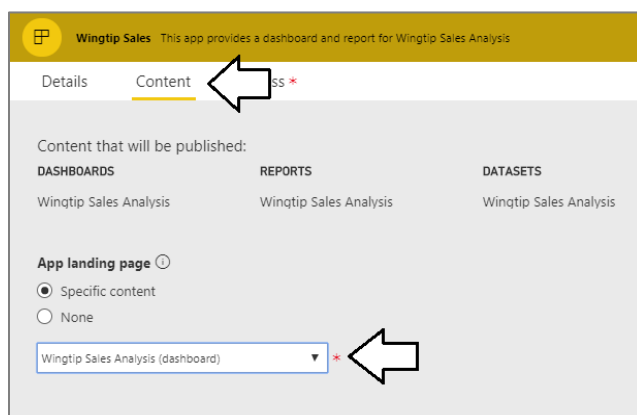 Wingtip Sales This app provides a dashboard and report for Wingtip Sales Analysis
Details Content ss *
Content that will be published:
DASHBOARDS REPORTS DATASETS
Wingtip Sales Analysis Wingtip Sales Analysis Wingtip Sales Analysis
App landing page
Specific content
None
Wingtip Sales Analysis (dashboard) *